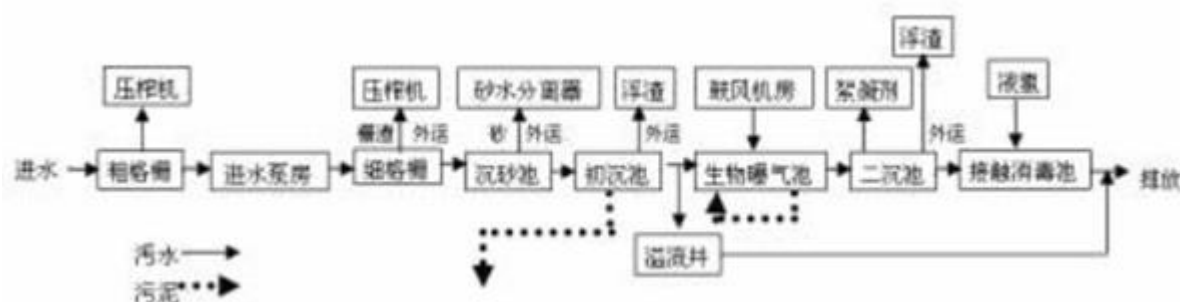 浮渣
压榨机
压榨机
砂水分离器
浮渣
鼓风机房
絮凝剂
液氯
栅渣
外运
砂
外运
外运
外运
进水
粗格栅
进水泵房
细格栅
沉砂池
初沉池
生物曝气池
二沉池
接触消毒池
排放
污水
溢流井
污泥